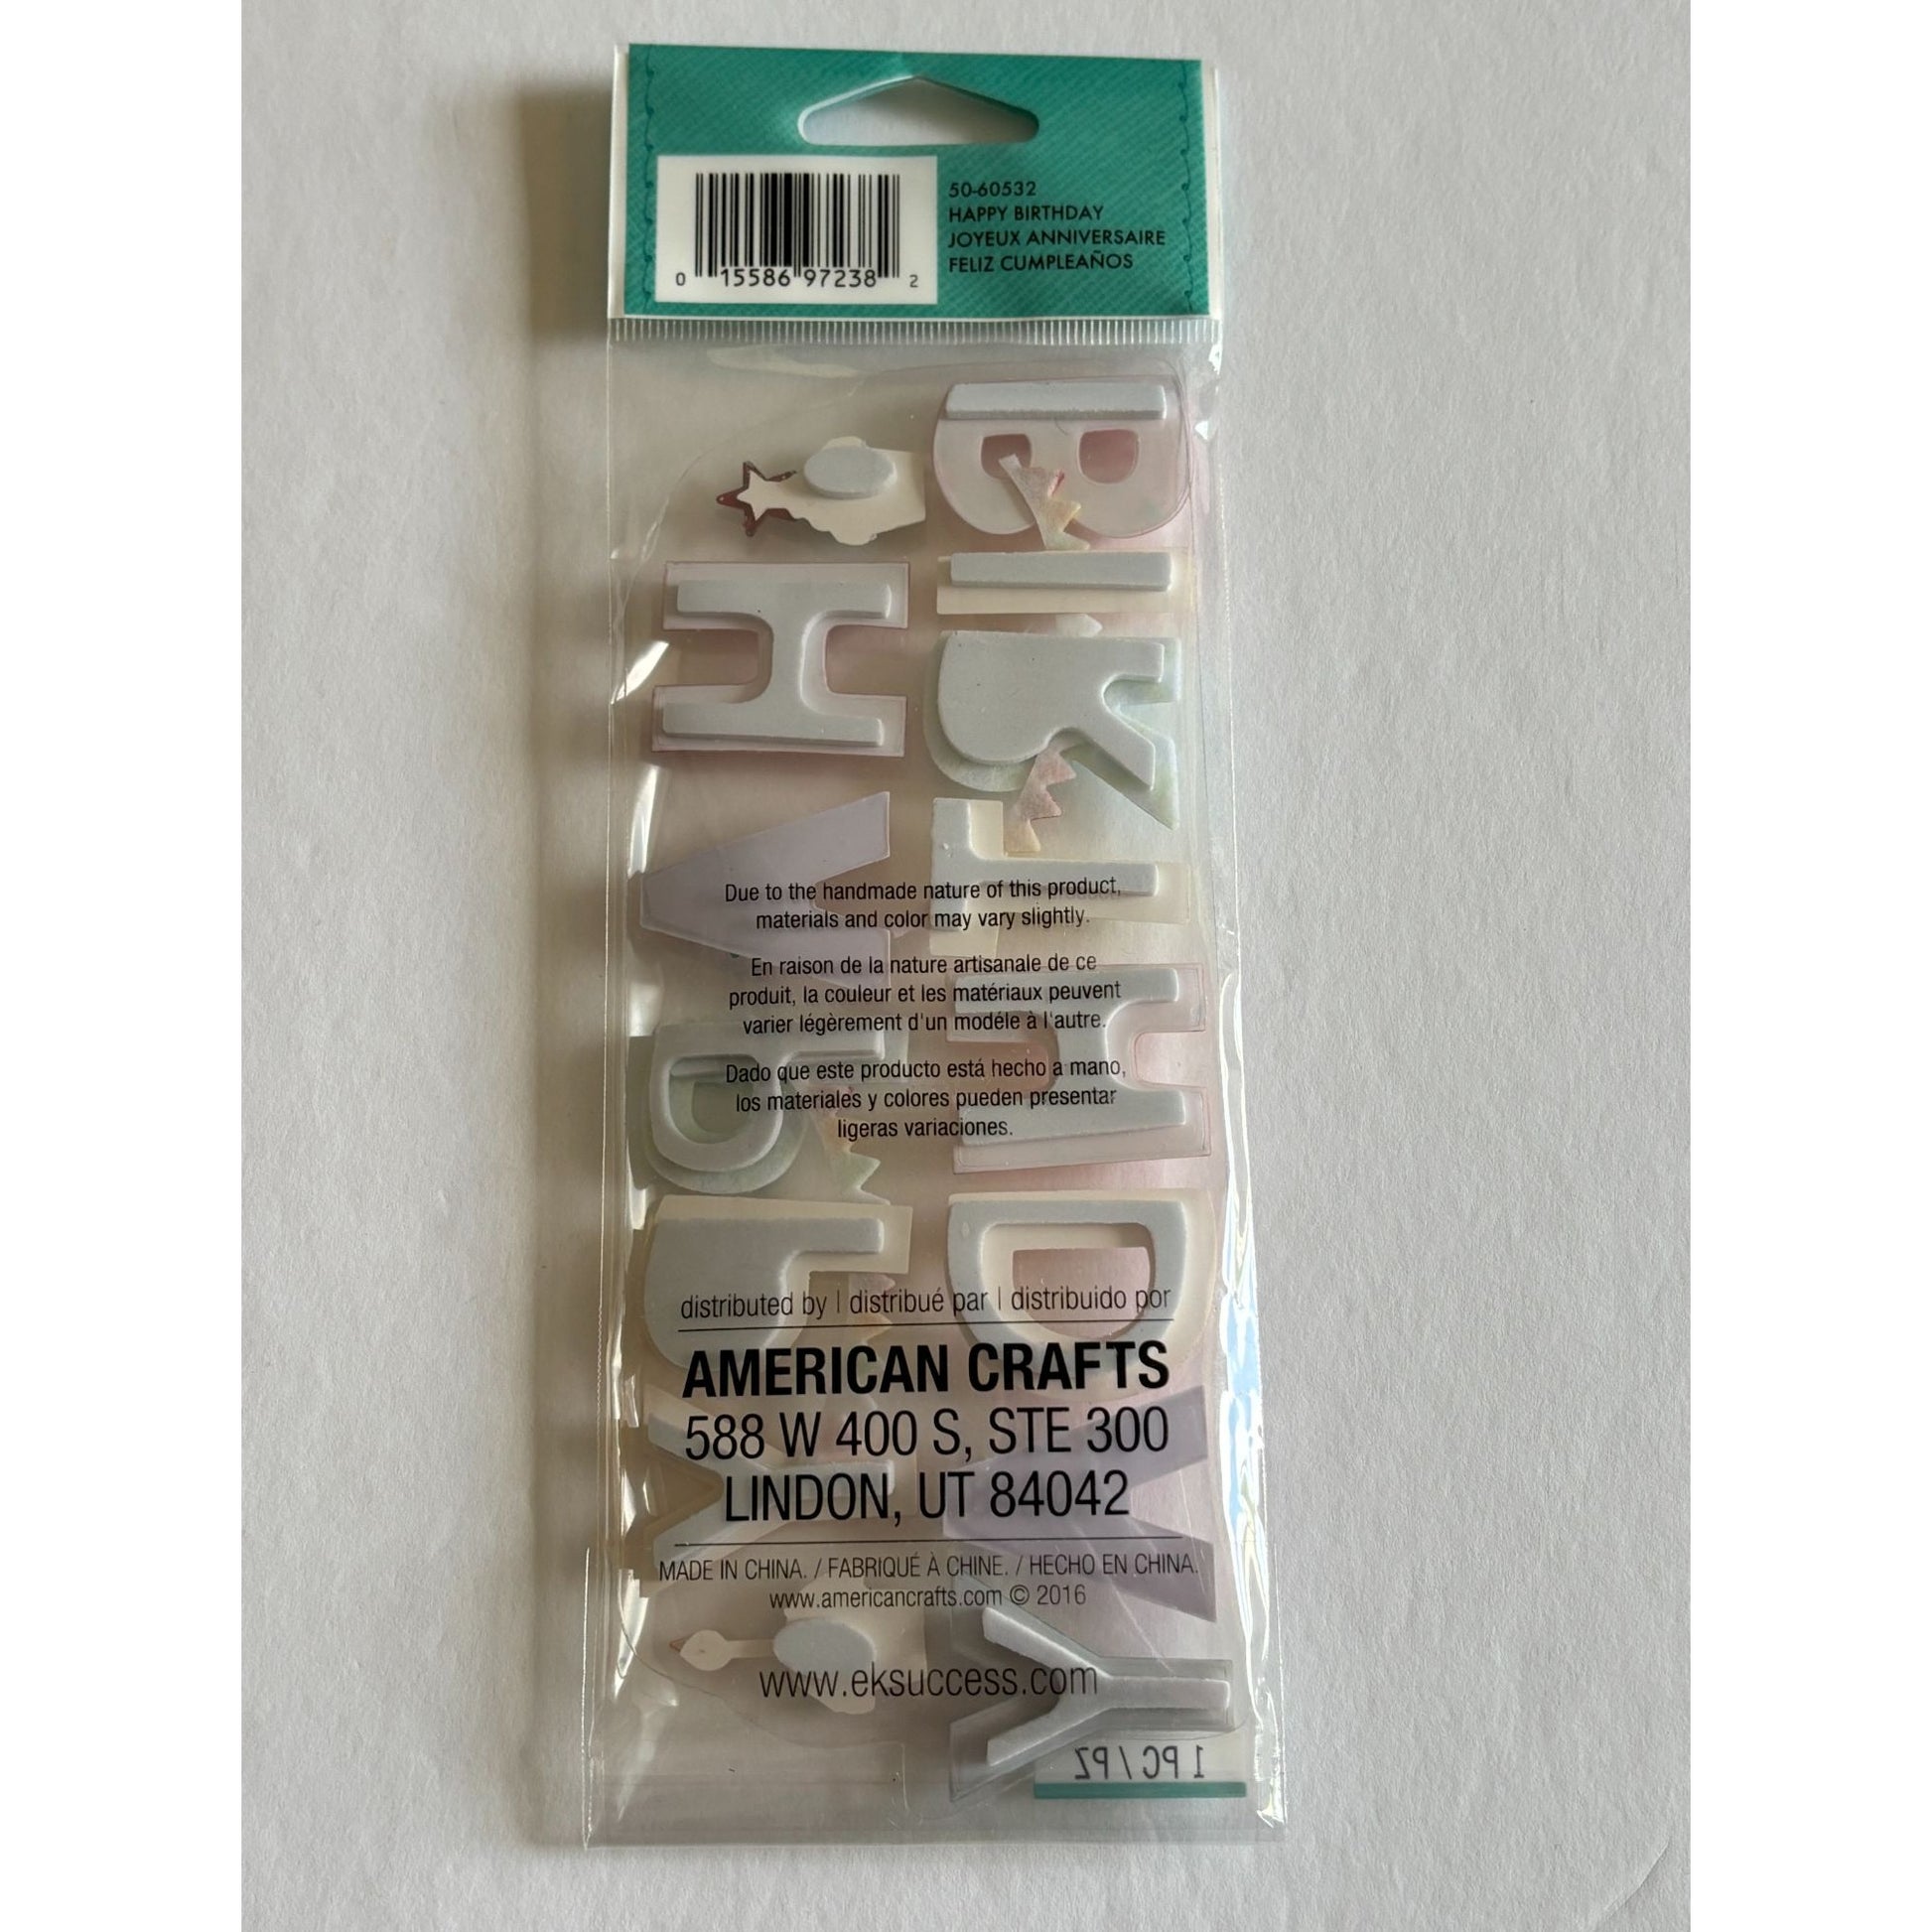 50-60532
HAPPY BIRTHDAY
JOYEUX ANNIVERSAIRE
FELIZ CUMPLEAÑOS
0 15586 97238 2
Due to the handmade nature of this product,
materials and color may vary slightly.
En raison de la nature artisanale de ce
produit, la couleur et les matériaux peuvent
varier légèrement d'un modéle à l'autre.
Dado que este producto está hecho a mano,
los materiales y colores pueden presentar
ligeras variaciones.
distributed by | distribué par | distribuido por
AMERICAN CRAFTS
588 W 400 S, STE 300
LINDON, UT 84042
MADE IN CHINA. / FABRIQUÉ À CHINE. / HECHO EN CHINA.
www.americancrafts.com © 2016
www.eksuccess.com
1 PC / PZ
HAPPY
BIRTHDAY